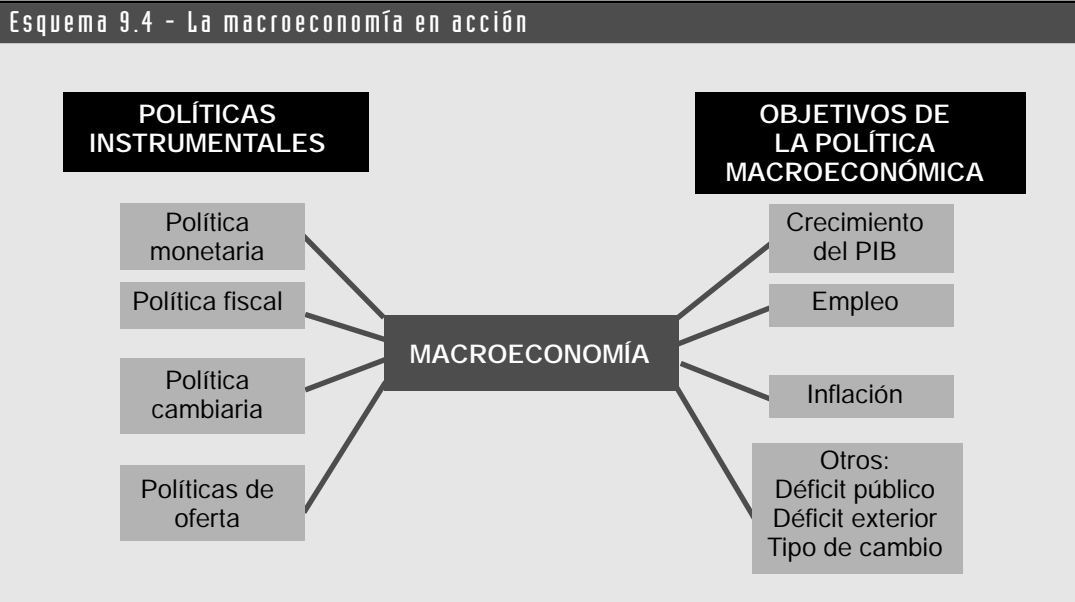 Esquema 9.4 - La macroeconomía en acción
POLÍTICAS
INSTRUMENTALES
Política
monetaria
Política fiscal
Política
cambiaria
Políticas de
oferta
MACROECONOMÍA
OBJETIVOS DE
LA POLÍTICA
MACROECONÓMICA
Crecimiento
del PIB
Empleo
Inflación
Otros:
Déficit público
Déficit exterior
Tipo de cambio